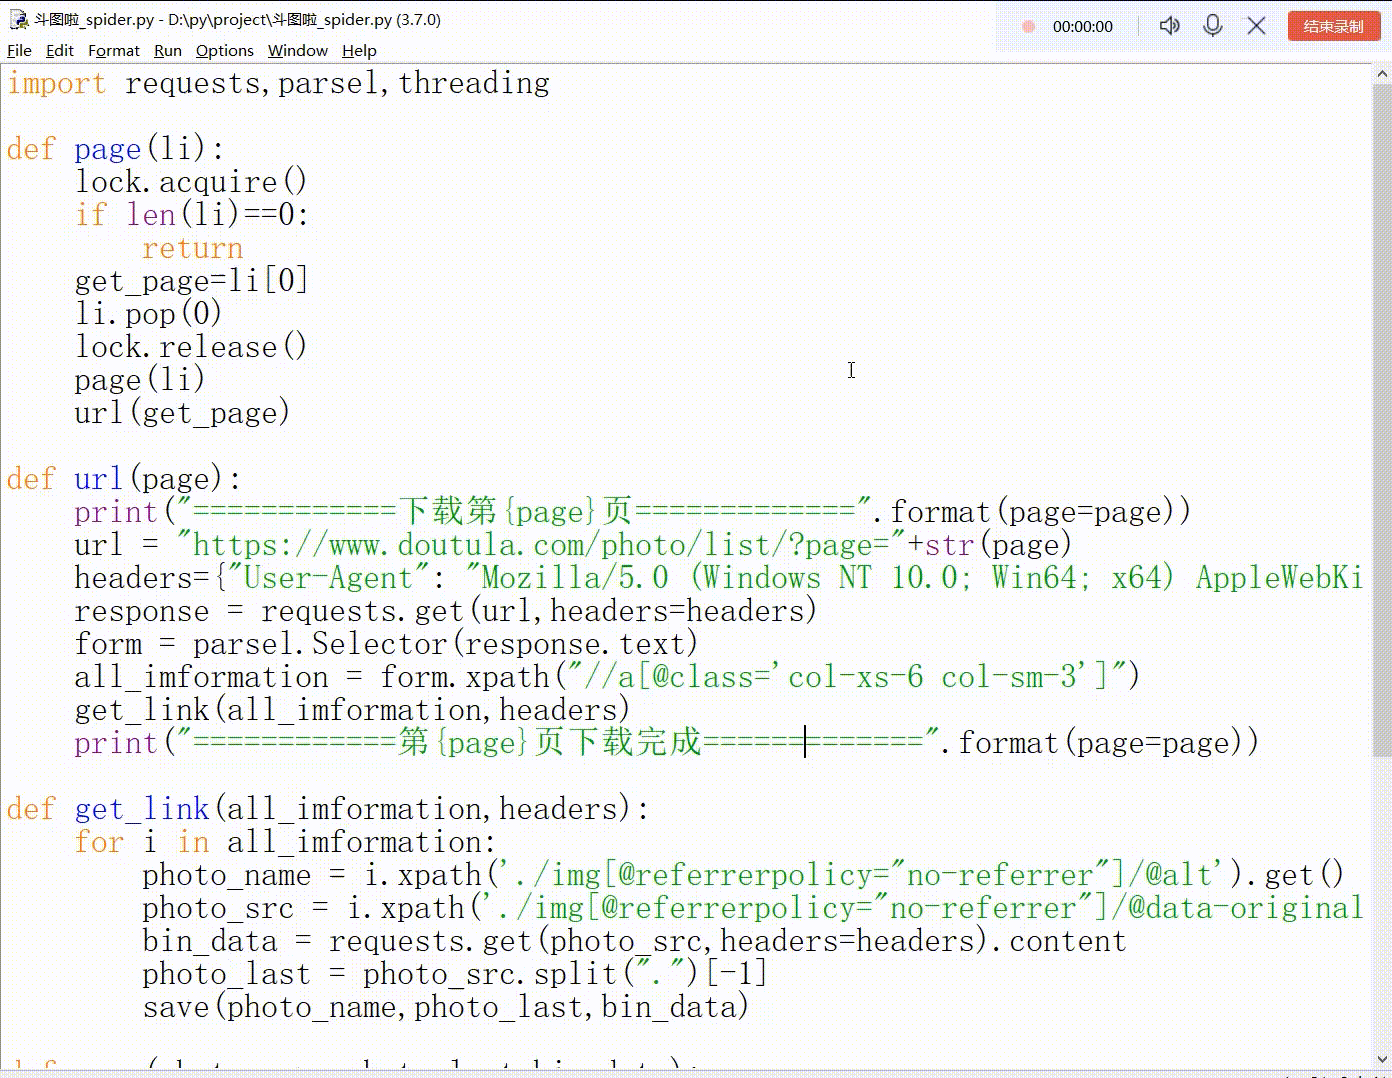 斗图啦_spider.py - D:\py\project\斗图啦_spider.py (3.7.0)
00:00:00
结束录制
File Edit Format Run Options Window Help
import requests,parsel,threading
def page(li):
    lock.acquire()
    if len(li)==0:
        return
    get_page=li[0]
    li.pop(0)
    lock.release()
    page(li)
    url(get_page)
def url(page):
    print("============下载第{page}页=============".format(page=page))
    url = "https://www.doutula.com/photo/list/?page="+str(page)
    headers={"User-Agent": "Mozilla/5.0 (Windows NT 10.0; Win64; x64) AppleWebKi
    response = requests.get(url,headers=headers)
    form = parsel.Selector(response.text)
    all_imformation = form.xpath("//a[@class='col-xs-6 col-sm-3']")
    get_link(all_imformation,headers)
    print("============第{page}页下载完成=============".format(page=page))
def get_link(all_imformation,headers):
    for i in all_imformation:
        photo_name = i.xpath('./img[@referrerpolicy="no-referrer"]/@alt').get()
        photo_src = i.xpath('./img[@referrerpolicy="no-referrer"]/@data-original
        bin_data = requests.get(photo_src,headers=headers).content
        photo_last = photo_src.split(".")[-1]
        save(photo_name,photo_last,bin_data)